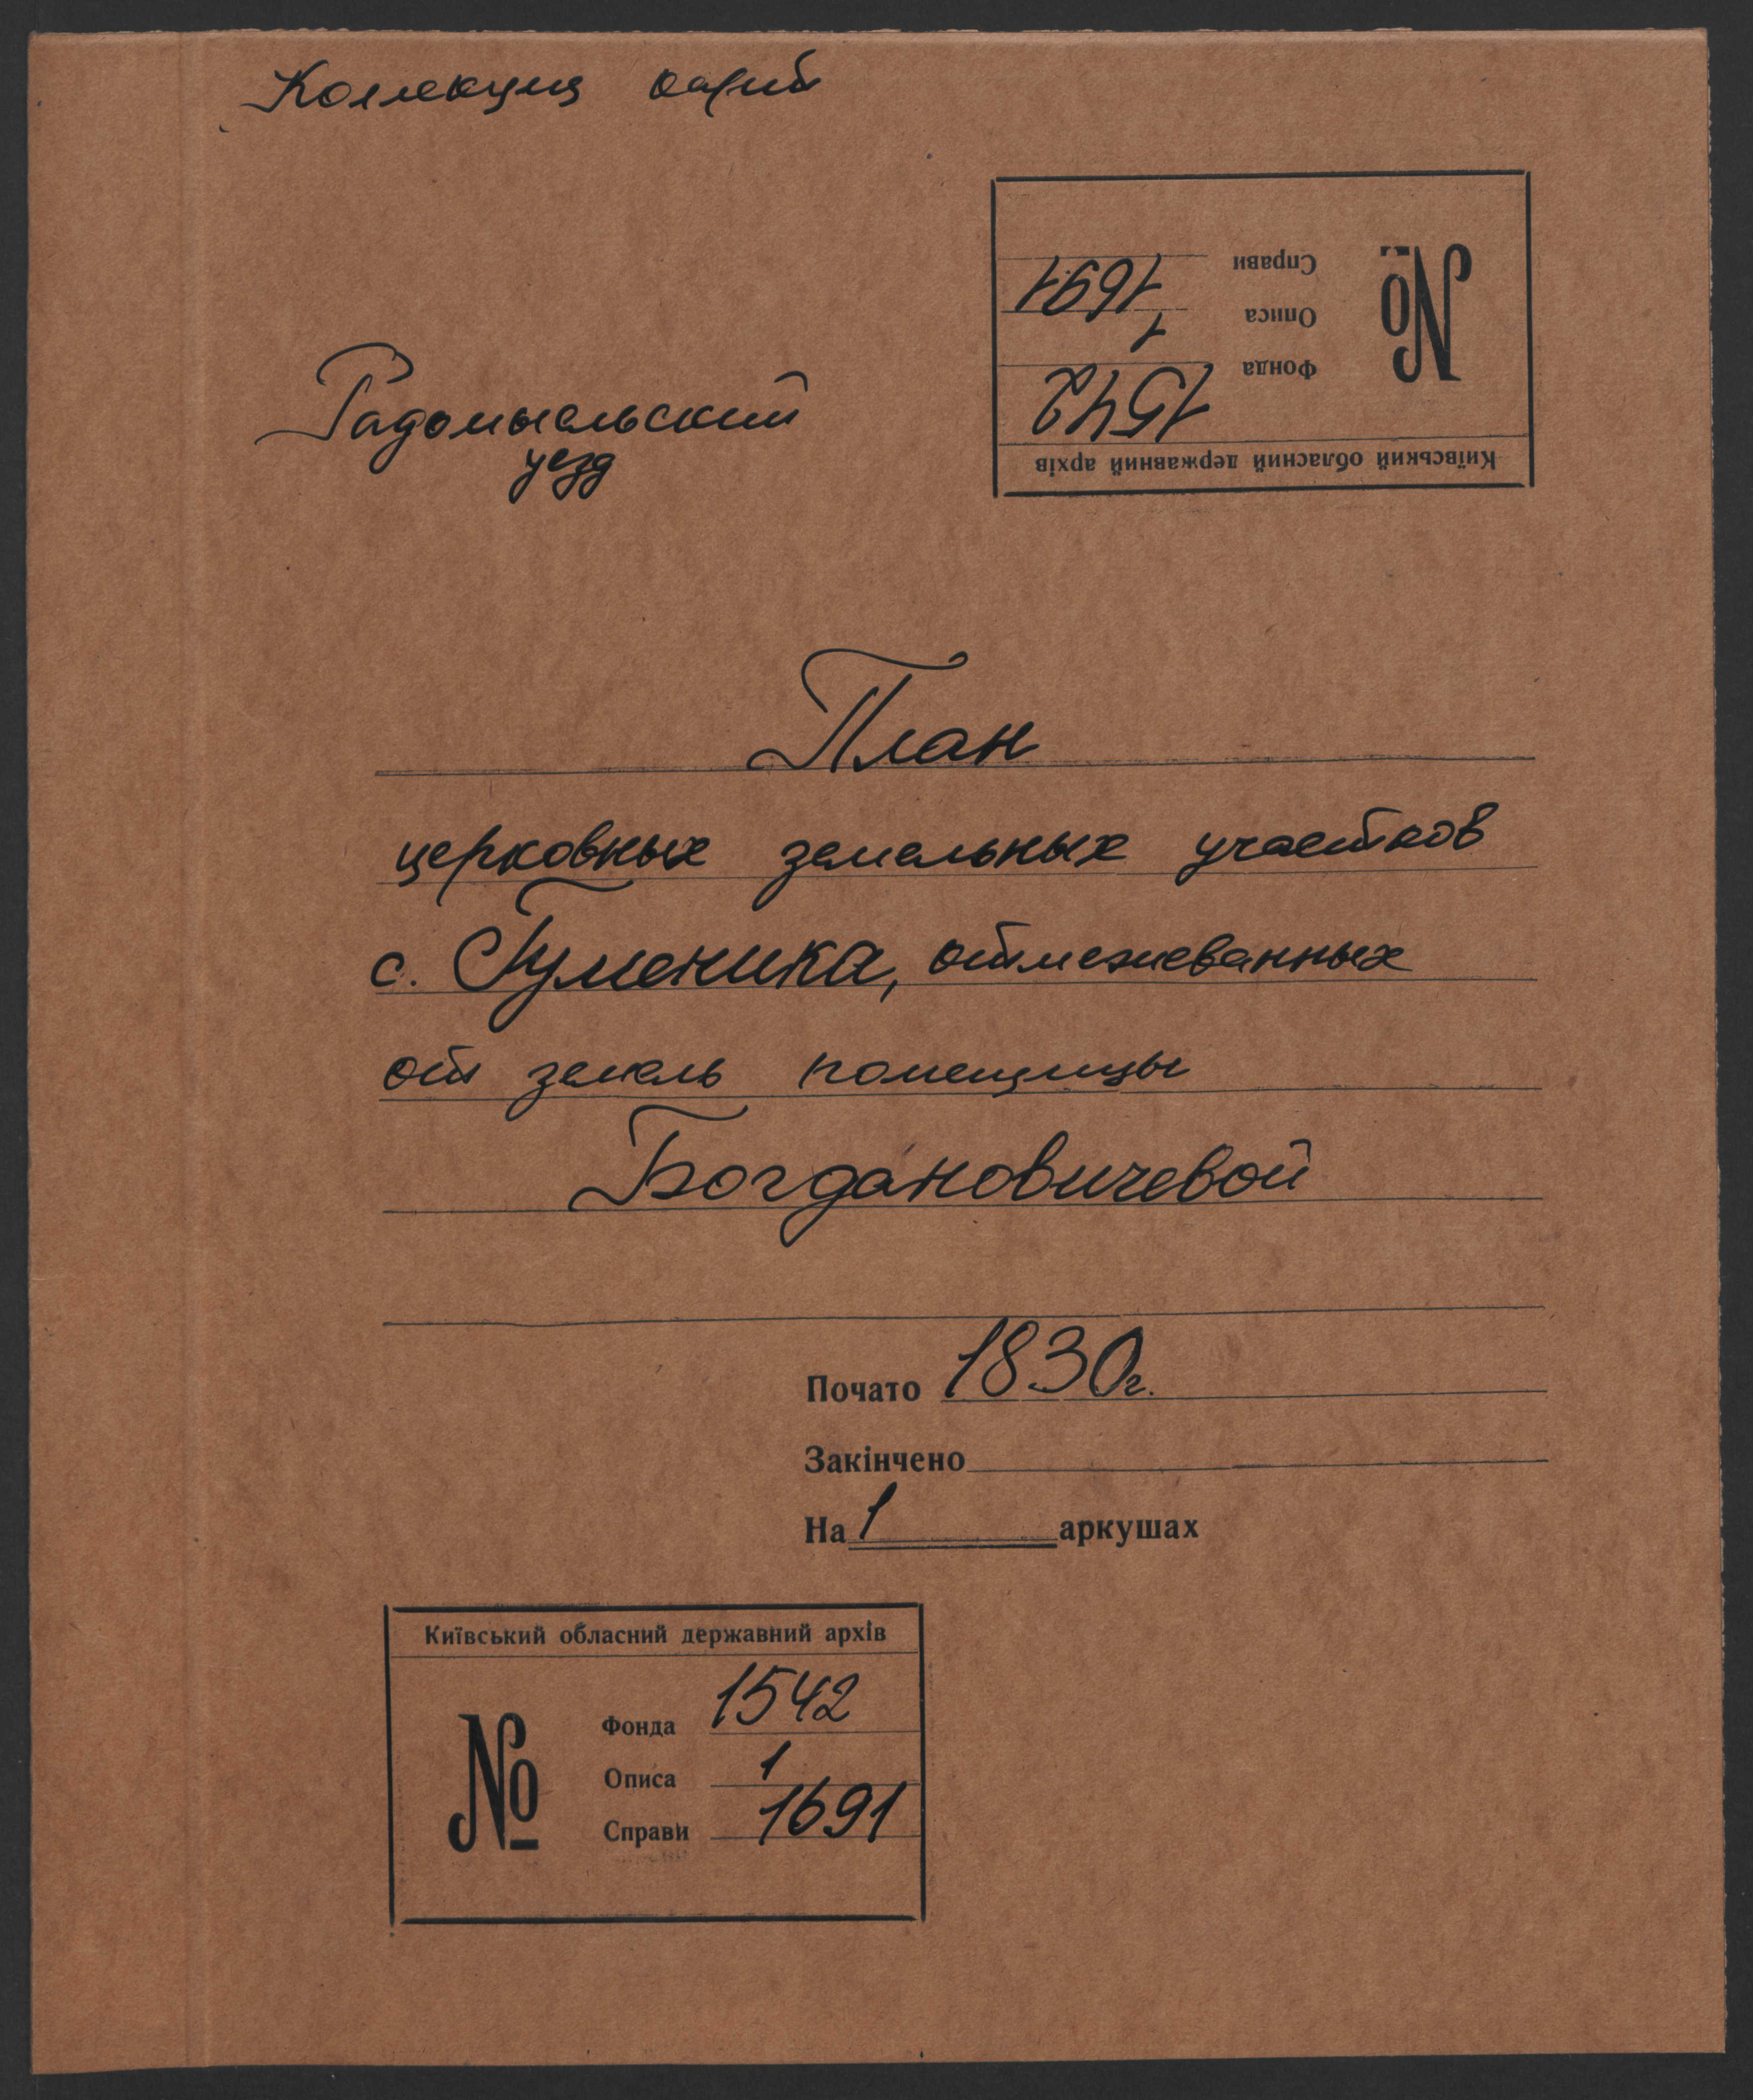 Коллекция карт
Київський обласний державний архів
№
Фонда 1542
Описа 1
Справи 1691
Радомысльский
уезд
План
церковных земельных участков
с. Гуменика, отмежеванных
от земель помещицы
Богдановичевой
Почато 1830г.
Закінчено
На 1 аркушах
Київський обласний державний архів
№
Фонда 1542
Описа 1
Справи 1691